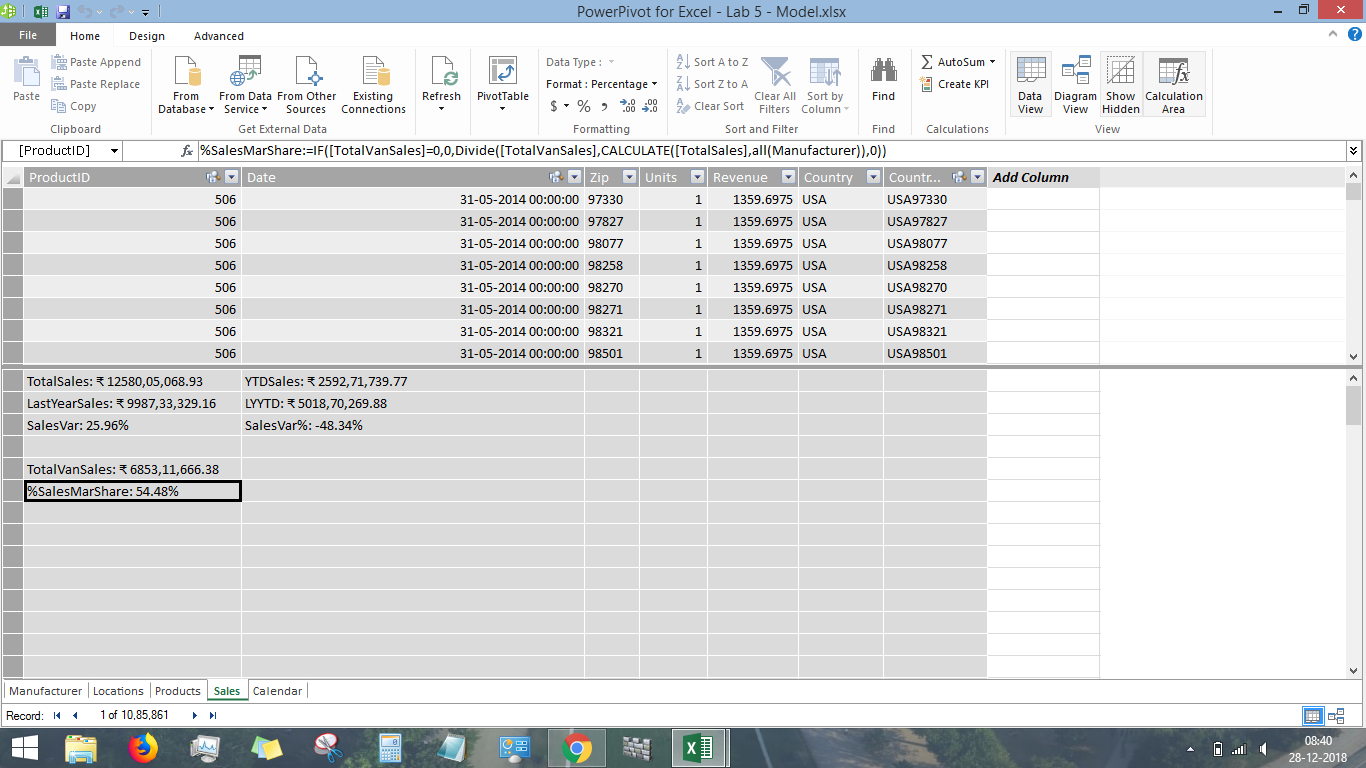 PowerPivot for Excel - Lab 5 - Model.xlsx
File Home Design Advanced
Paste
Paste Append
Paste Replace
Copy
Clipboard
From Database
From Data Service
From Other Sources
Existing Connections
Get External Data
Refresh
PivotTable
Data Type :
Format : Percentage
$ % , .00 .00
Formatting
Sort A to Z
Sort Z to A
Clear Sort
Clear All Filters
Sort by Column
Sort and Filter
Find
Find
AutoSum
Create KPI
Calculations
Data View
Diagram View
Show Hidden
Calculation Area
View
[ProductID] fx %SalesMarShare:=IF([TotalVanSales]=0,0,Divide([TotalVanSales],CALCULATE([TotalSales],all(Manufacturer)),0))
ProductID Date Zip Units Revenue Country Countr... Add Column
506 31-05-2014 00:00:00 97330 1 1359.6975 USA USA97330
506 31-05-2014 00:00:00 97827 1 1359.6975 USA USA97827
506 31-05-2014 00:00:00 98077 1 1359.6975 USA USA98077
506 31-05-2014 00:00:00 98258 1 1359.6975 USA USA98258
506 31-05-2014 00:00:00 98270 1 1359.6975 USA USA98270
506 31-05-2014 00:00:00 98271 1 1359.6975 USA USA98271
506 31-05-2014 00:00:00 98321 1 1359.6975 USA USA98321
506 31-05-2014 00:00:00 98501 1 1359.6975 USA USA98501
TotalSales: ₹ 12580,05,068.93 YTDSales: ₹ 2592,71,739.77
LastYearSales: ₹ 9987,33,329.16 LYYTD: ₹ 5018,70,269.88
SalesVar: 25.96% SalesVar%: -48.34%
TotalVanSales: ₹ 6853,11,666.38
%SalesMarShare: 54.48%
Manufacturer Locations Products Sales Calendar
Record: 1 of 10,85,861
08:40
28-12-2018